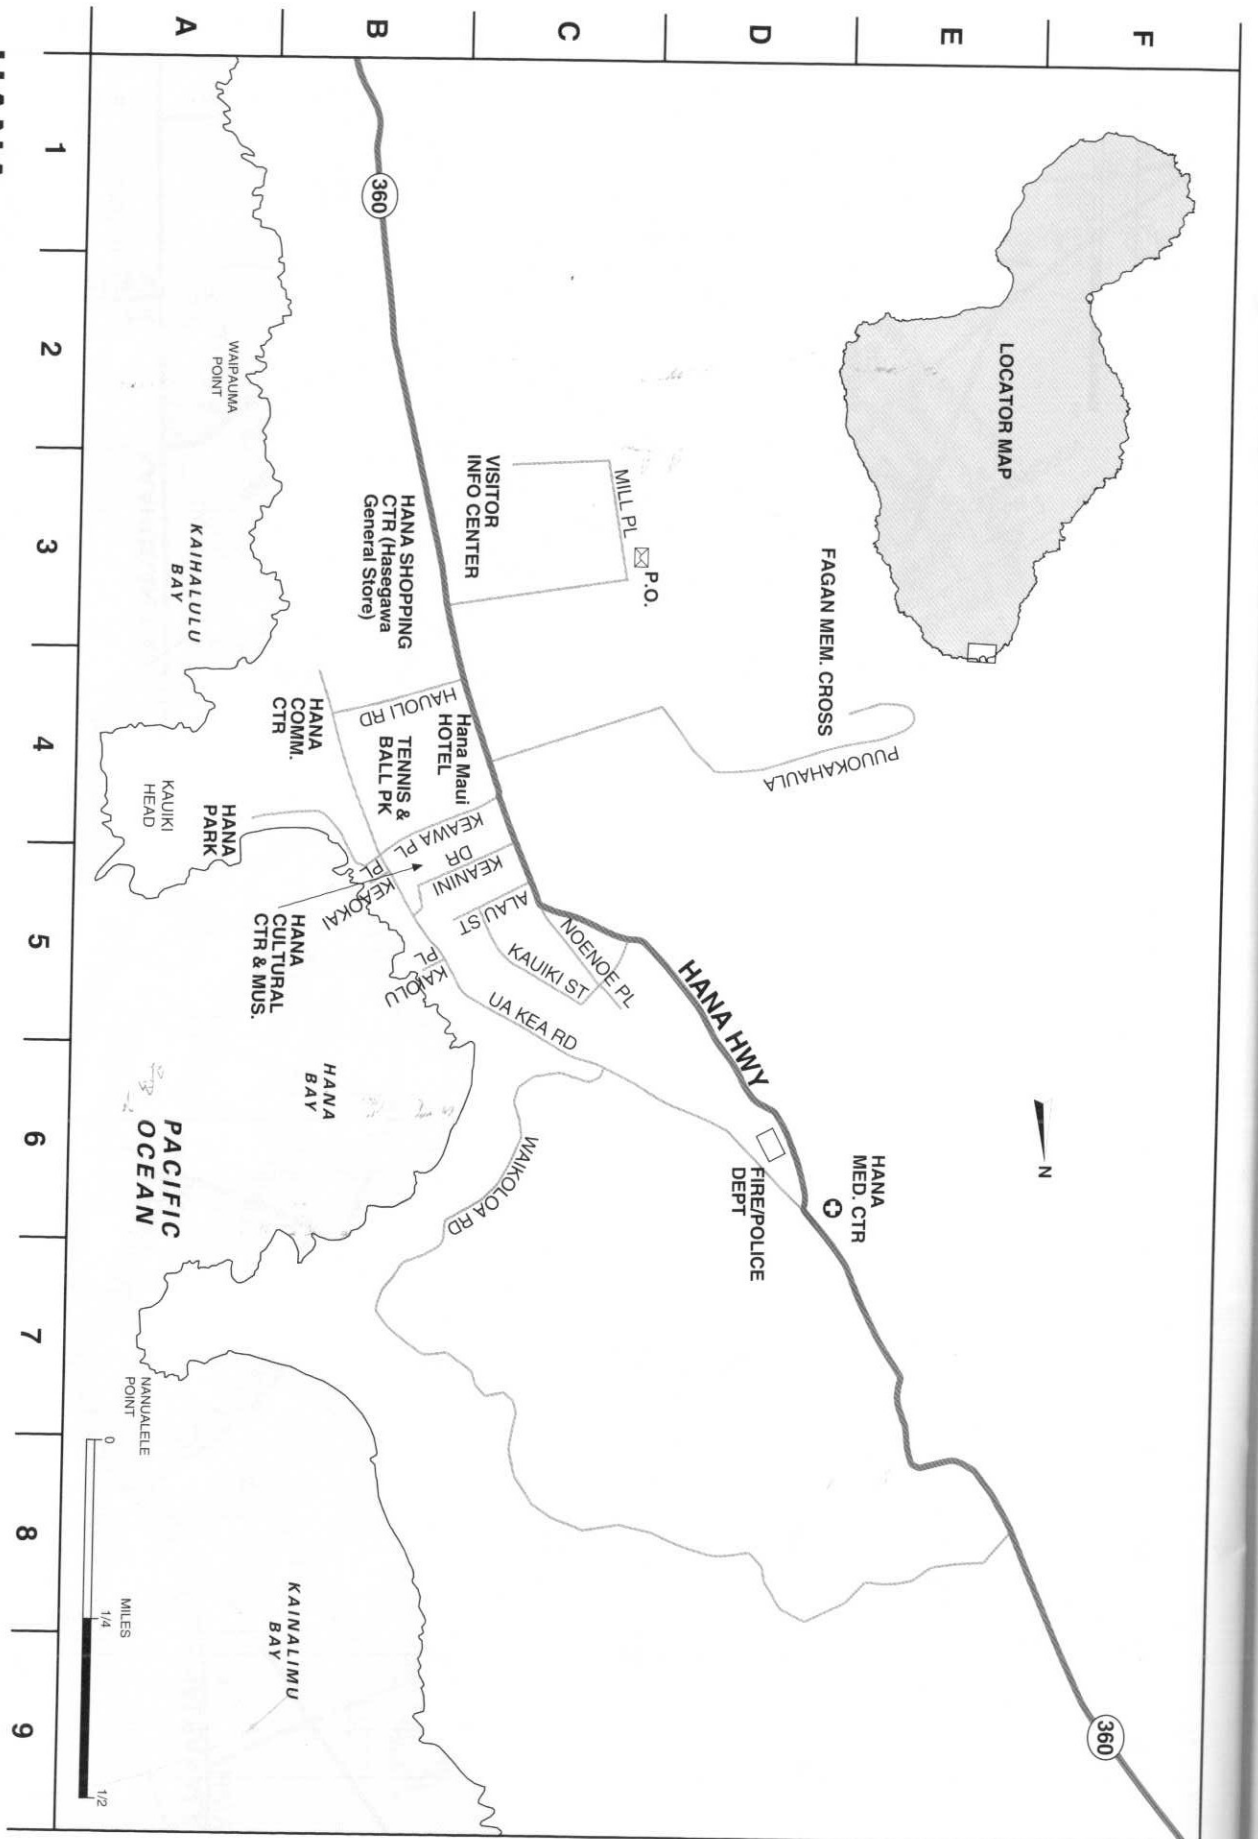 A
B
C
D
E
F
1
2
3
4
5
6
7
8
9
LOCATOR MAP
360
WAIPAUMA
POINT
KAIHALULU
BAY
VISITOR
INFO CENTER
MILL PL
P.O.
HANA SHOPPING
CTR (Hasegawa
General Store)
FAGAN MEM. CROSS
PUUOKAHAULA
HAUOLI RD
Hana Maui
HOTEL
TENNIS &
BALL PK
HANA
COMM.
CTR
KAUIKI
HEAD
HANA
PARK
KEAWA PL
KEANINI
DR
KEAOKAI
PL
ALAU ST
NOENOE PL
KAUIKI ST
KAIOLU
PL
UA KEA RD
HANA
CULTURAL
CTR & MUS.
HANA HWY
HANA
BAY
PACIFIC
OCEAN
WAIKOLOA RD
FIRE/POLICE
DEPT
HANA
MED. CTR
N
NANUALELE
POINT
KAINALIMU
BAY
360
0
1/4
1/2
MILES